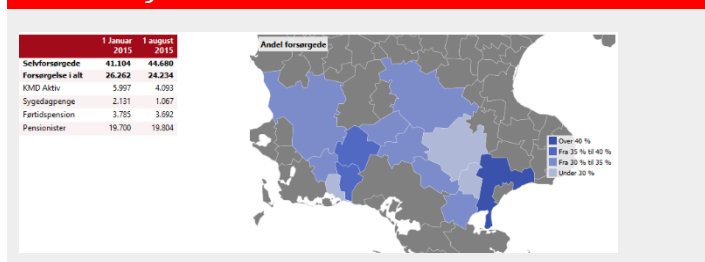 1 Januar 1 august
2015 2015
Selvforsørgede 41.104 44.680
Forsørgelse i alt 26.262 24.234
KMD Aktiv 5.997 4.093
Sygedagpenge 2.131 1.067
Førtidspension 3.785 3.692
Pensionister 19.700 19.804
Andel forsørgede
Over 40 %
Fra 35 % til 40 %
Fra 30 % til 35 %
Under 30 %